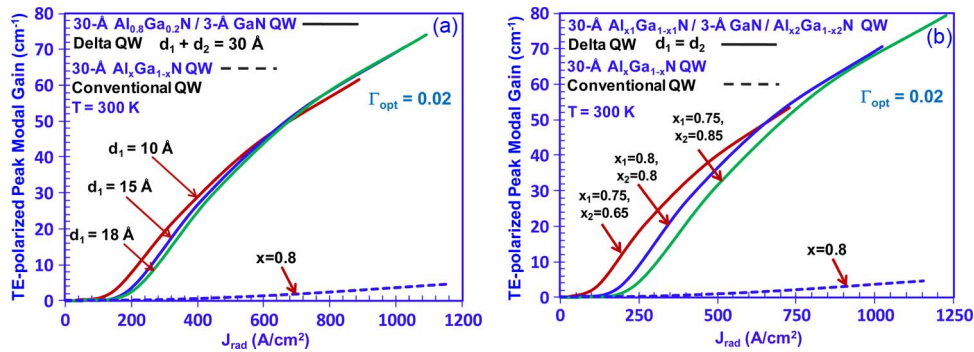 (a)
30-Å Al0.8Ga0.2N / 3-Å GaN QW
Delta QW d1 + d2 = 30 Å
30-Å AlxGa1-xN QW
Conventional QW
T = 300 K
Γopt = 0.02
d1 = 10 Å
d1 = 15 Å
d1 = 18 Å
x=0.8
TE-polarized Peak Modal Gain (cm-1)
80
70
60
50
40
30
20
10
0
0 200 400 600 800 1000 1200
Jrad (A/cm2)
(b)
30-Å Alx1Ga1-x1N / 3-Å GaN / Alx2Ga1-x2N QW
Delta QW d1 = d2
30-Å AlxGa1-xN QW
Conventional QW
T = 300 K
Γopt = 0.02
x1=0.75,
x2=0.85
x1=0.8,
x2=0.8
x1=0.75,
x2=0.65
x=0.8
TE-polarized Peak Modal Gain (cm-1)
80
70
60
50
40
30
20
10
0
0 250 500 750 1000 1250
Jrad (A/cm2)